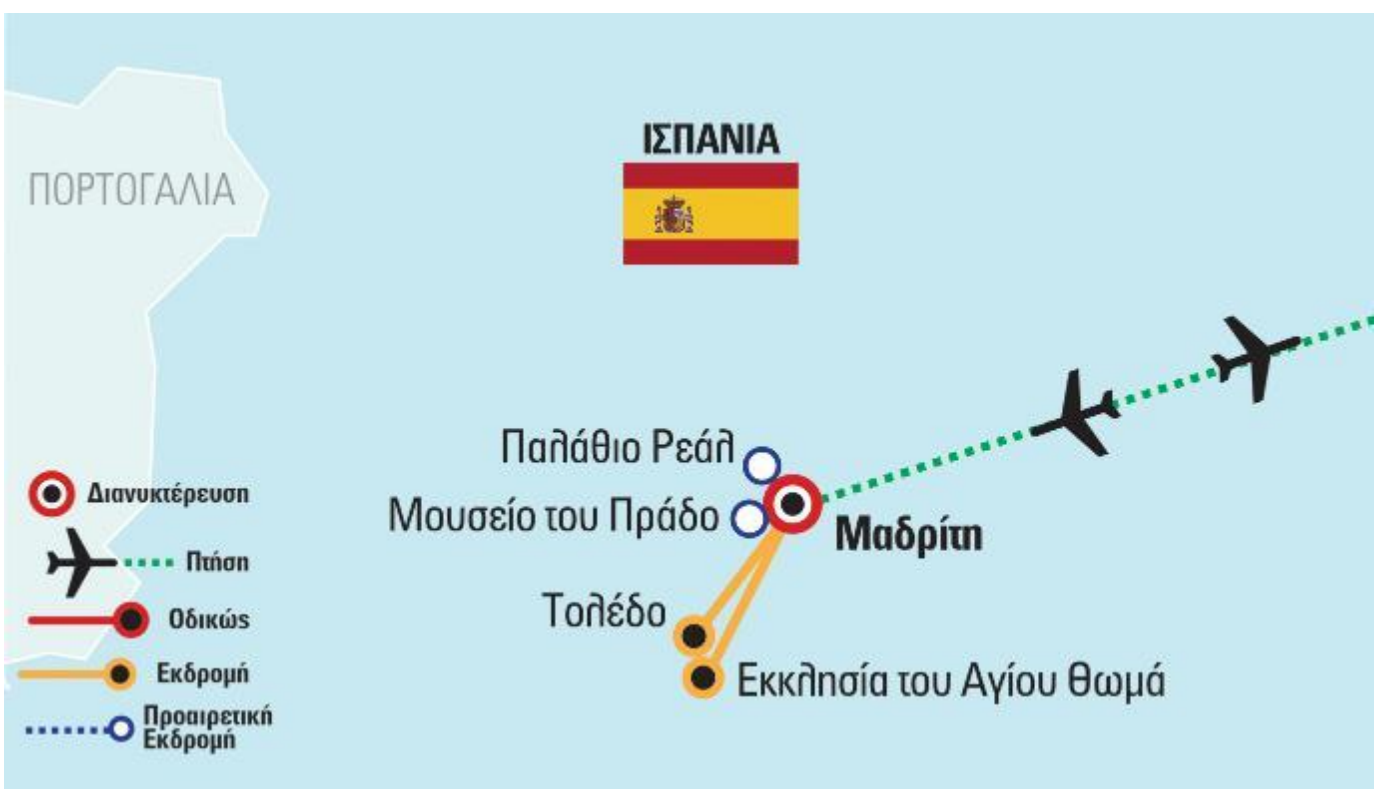 ΙΣΠΑΝΙΑ
ΠΟΡΤΟΓΑΛΙΑ
Παλάθιο Ρεάλ
Μουσείο του Πράδο
Μαδρίτη
Τολέδο
Εκκλησία του Αγίου Θωμά
Διανυκτέρευση
Πτήση
Οδικώς
Εκδρομή
Προαιρετική
Εκδρομή